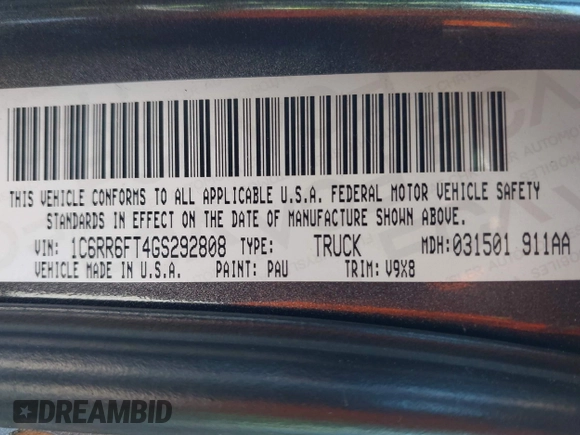 THIS VEHICLE CONFORMS TO ALL APPLICABLE U.S.A. FEDERAL MOTOR VEHICLE SAFETY
STANDARDS IN EFFECT ON THE DATE OF MANUFACTURE SHOWN ABOVE.
VIN: 1C6RR6FT4GS292808 TYPE: TRUCK MDH: 031501 911AA
VEHICLE MADE IN U.S.A. PAINT: PAU TRIM: V9X8
DREAMBID